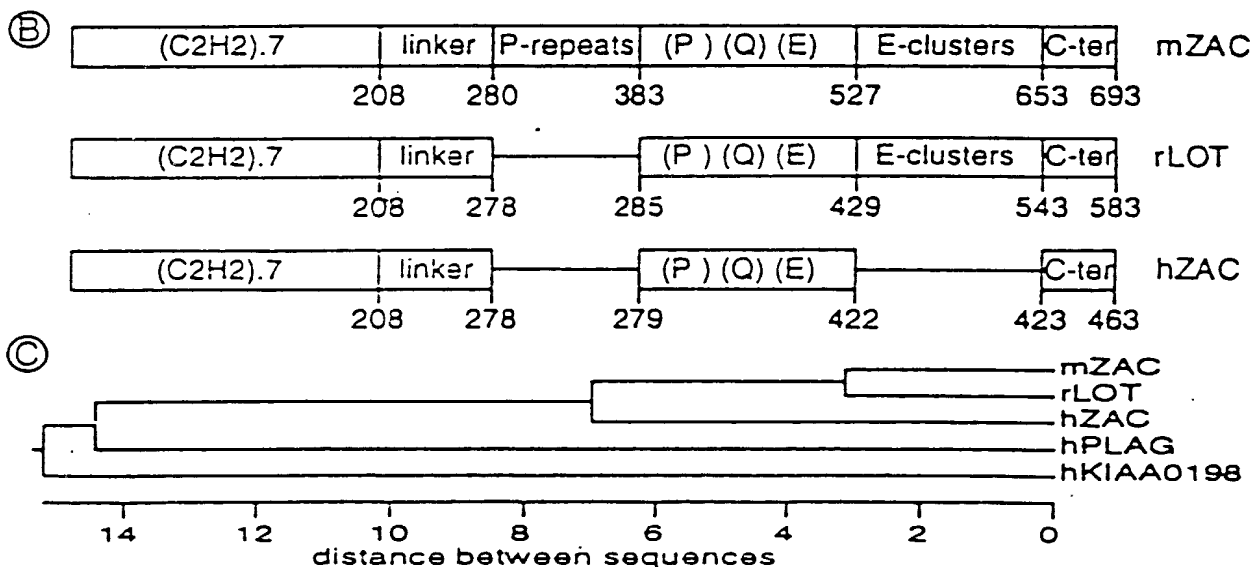 B (C2H2).7 linker P-repeats (P ) (Q) (E) E-clusters C-ter mZAC
208 280 383 527 653 693
(C2H2).7 linker (P ) (Q) (E) E-clusters C-ter rLOT
208 278 285 429 543 583
(C2H2).7 linker (P ) (Q) (E) C-ter hZAC
208 278 279 422 423 463
C
mZAC
rLOT
hZAC
hPLAG
hKIAA0198
14 12 10 8 6 4 2 0
distance between sequences